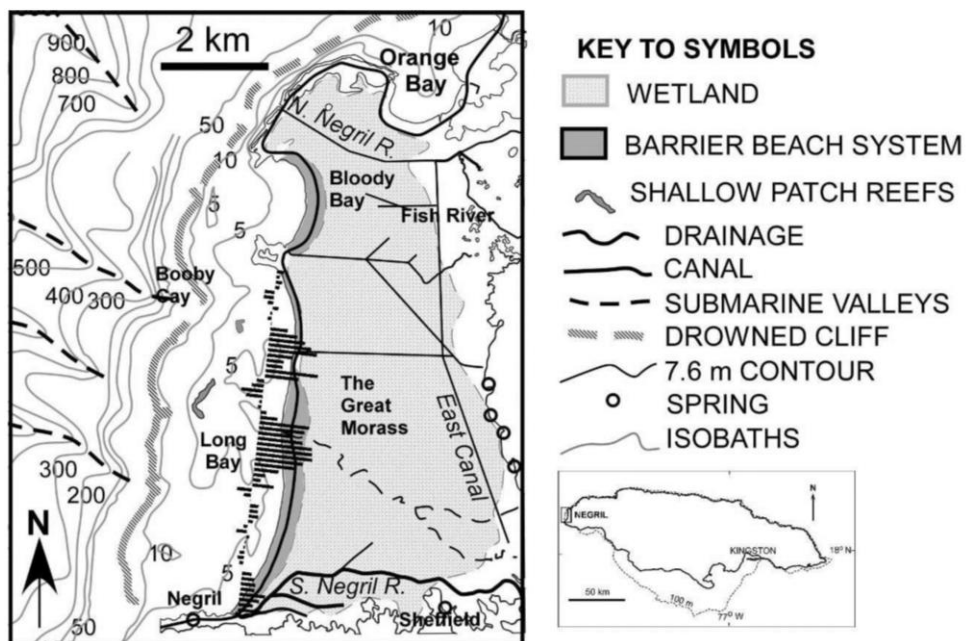 900
800
700
2 km
10
Orange
Bay
50
N. Negril R.
10
Bloody
Bay
5
Fish River
5
500
Booby
Cay
400
300
5
The
Great
Morass
East Canal
Long
Bay
300
200
N
10
5
S. Negril R.
Negril
Sheffield
50
KEY TO SYMBOLS
WETLAND
BARRIER BEACH SYSTEM
SHALLOW PATCH REEFS
DRAINAGE
CANAL
SUBMARINE VALLEYS
DROWNED CLIFF
7.6 m CONTOUR
SPRING
ISOBATHS
N
NEGRIL
KINGSTON
18⁰ N
50 km
100 m
77⁰ W